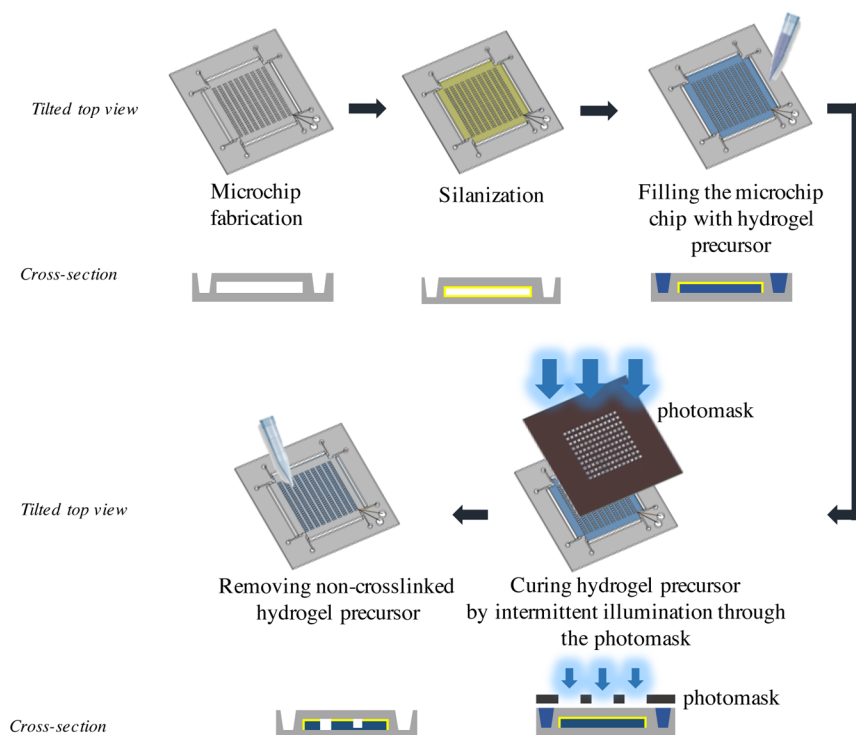 Tilted top view
Microchip
fabrication
Silanization
Filling the microchip
chip with hydrogel
precursor
Cross-section
photomask
Tilted top view
Removing non-crosslinked
hydrogel precursor
Curing hydrogel precursor
by intermittent illumination through
the photomask
photomask
Cross-section